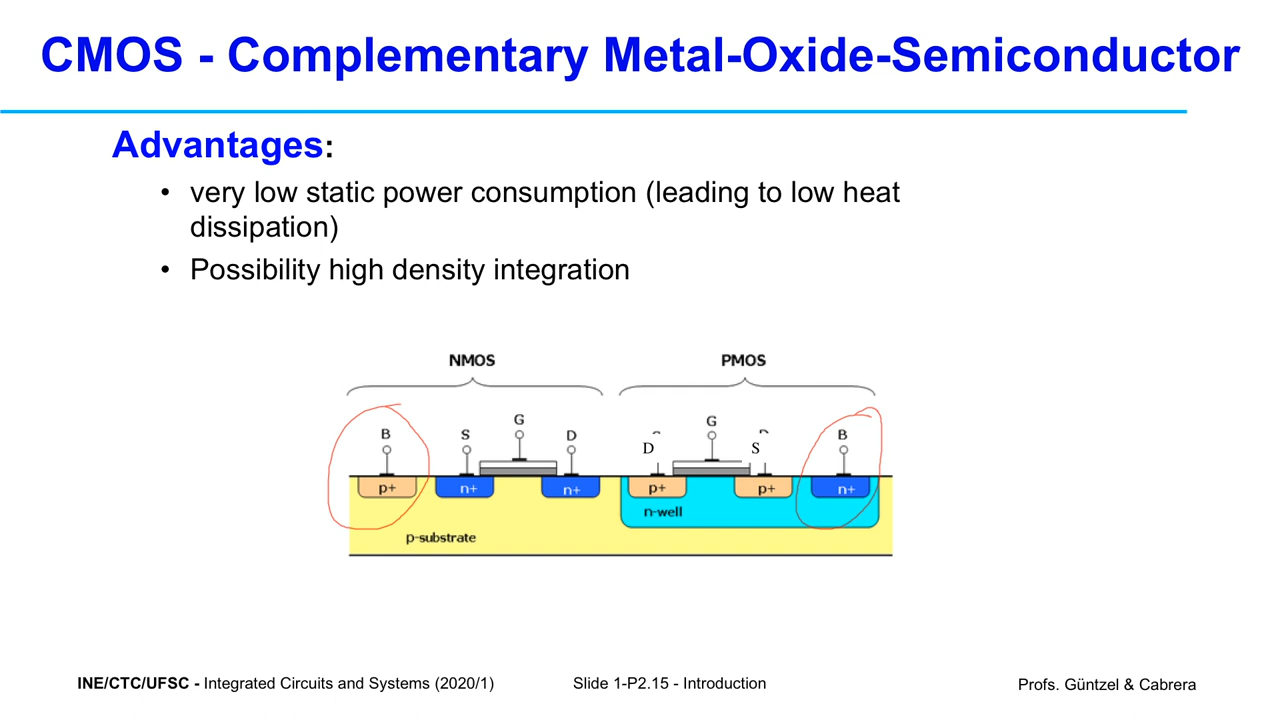 CMOS - Complementary Metal-Oxide-Semiconductor
Advantages:
• very low static power consumption (leading to low heat
dissipation)
• Possibility high density integration
NMOS PMOS
B S G D D G S B
p+ n+ n+ p+ p+ n+
n-well
p-substrate
INE/CTC/UFSC - Integrated Circuits and Systems (2020/1) Slide 1-P2.15 - Introduction Profs. Güntzel & Cabrera